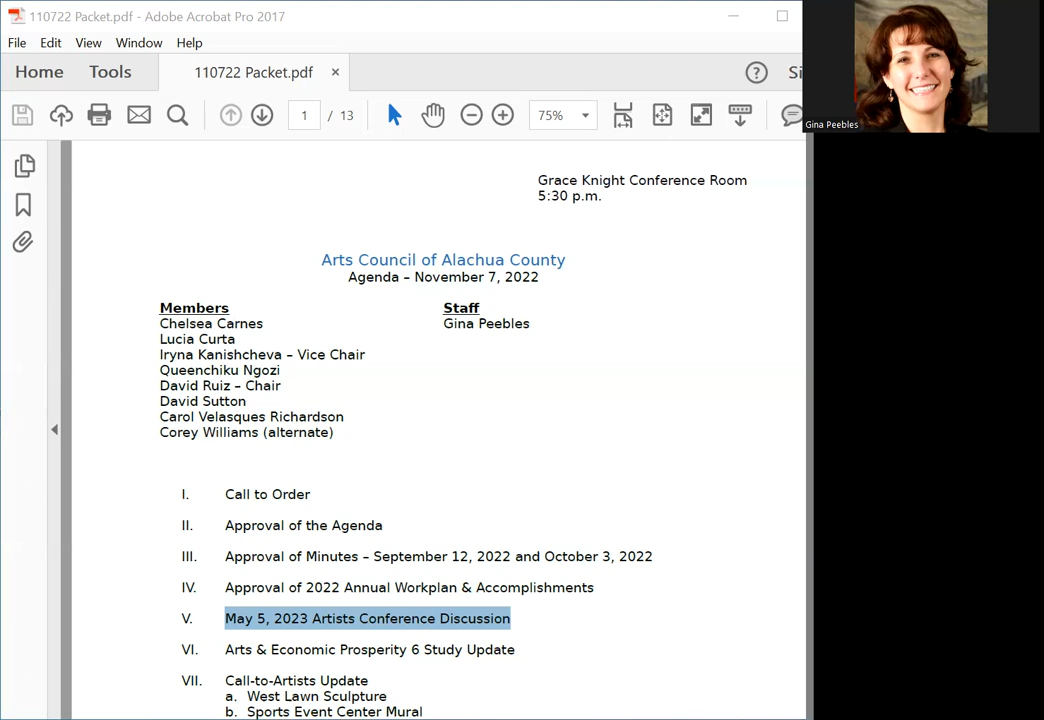 110722 Packet.pdf - Adobe Acrobat Pro 2017
File Edit View Window Help
Home Tools 110722 Packet.pdf × ? Si
1 / 13 75%
Gina Peebles
Grace Knight Conference Room
5:30 p.m.
Arts Council of Alachua County
Agenda – November 7, 2022
Members Staff
Chelsea Carnes Gina Peebles
Lucia Curta
Iryna Kanishcheva – Vice Chair
Queenchiku Ngozi
David Ruiz – Chair
David Sutton
Carol Velasques Richardson
Corey Williams (alternate)
I. Call to Order
II. Approval of the Agenda
III. Approval of Minutes – September 12, 2022 and October 3, 2022
IV. Approval of 2022 Annual Workplan & Accomplishments
V. May 5, 2023 Artists Conference Discussion
VI. Arts & Economic Prosperity 6 Study Update
VII. Call-to-Artists Update
a. West Lawn Sculpture
b. Sports Event Center Mural